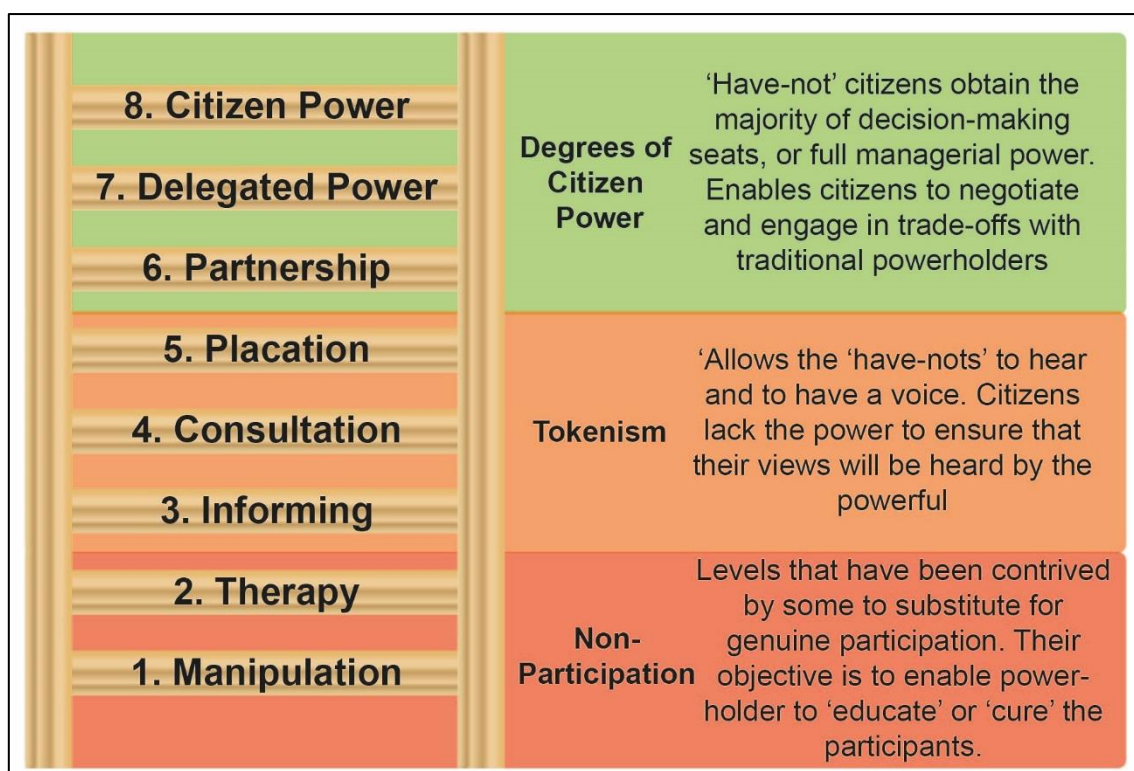 8. Citizen Power
7. Delegated Power
6. Partnership
5. Placation
4. Consultation
3. Informing
2. Therapy
1. Manipulation
Degrees of
Citizen
Power
‘Have-not’ citizens obtain the
majority of decision-making
seats, or full managerial power.
Enables citizens to negotiate
and engage in trade-offs with
traditional powerholders
Tokenism
‘Allows the ‘have-nots’ to hear
and to have a voice. Citizens
lack the power to ensure that
their views will be heard by the
powerful
Non-
Participation
Levels that have been contrived
by some to substitute for
genuine participation. Their
objective is to enable power-
holder to ‘educate’ or ‘cure’ the
participants.